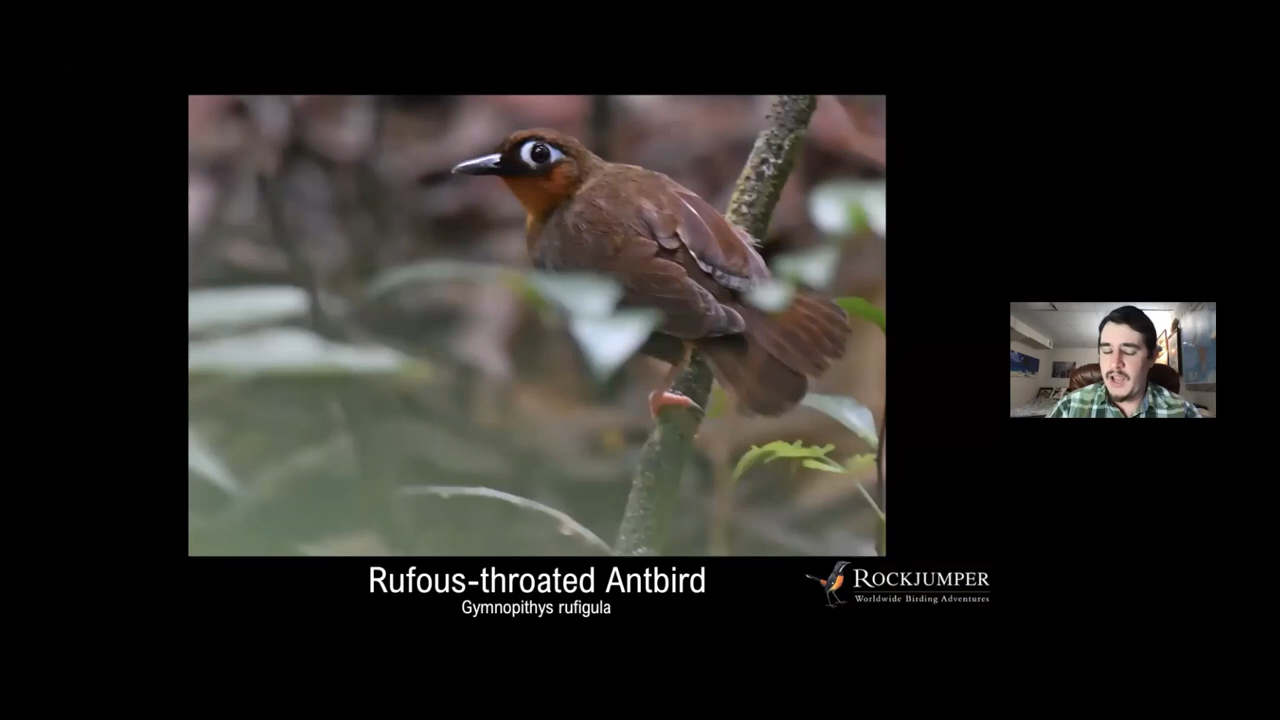 Rufous-throated Antbird
Gymnopithys rufigula
ROCKJUMPER
Worldwide Birding Adventures